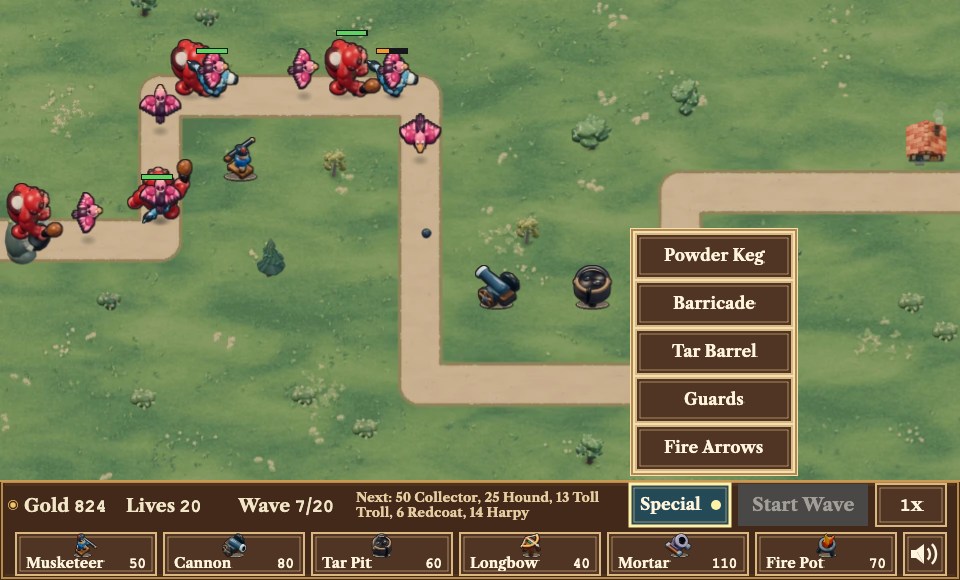 Powder Keg
Barricade
Tar Barrel
Guards
Fire Arrows
Gold 824
Lives 20
Wave 7/20
Next: 50 Collector, 25 Hound, 13 Toll
Troll, 6 Redcoat, 14 Harpy
Special
Start Wave
1x
Musketeer 50
Cannon 80
Tar Pit 60
Longbow 40
Mortar 110
Fire Pot 70